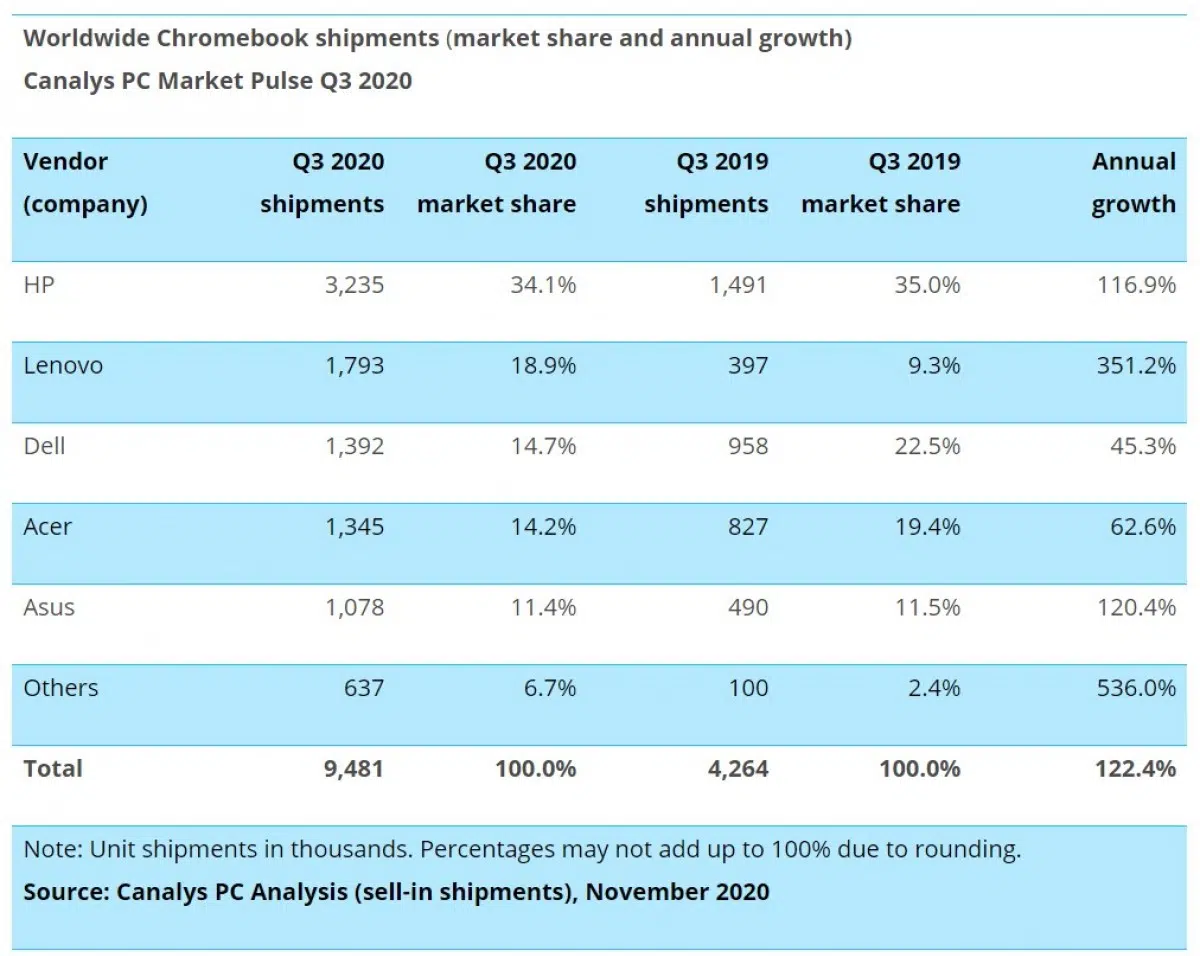 Worldwide Chromebook shipments (market share and annual growth)
Canalys PC Market Pulse Q3 2020
Vendor Q3 2020 Q3 2020 Q3 2019 Q3 2019 Annual
(company) shipments market share shipments market share growth
HP 3,235 34.1% 1,491 35.0% 116.9%
Lenovo 1,793 18.9% 397 9.3% 351.2%
Dell 1,392 14.7% 958 22.5% 45.3%
Acer 1,345 14.2% 827 19.4% 62.6%
Asus 1,078 11.4% 490 11.5% 120.4%
Others 637 6.7% 100 2.4% 536.0%
Total 9,481 100.0% 4,264 100.0% 122.4%
Note: Unit shipments in thousands. Percentages may not add up to 100% due to rounding.
Source: Canalys PC Analysis (sell-in shipments), November 2020